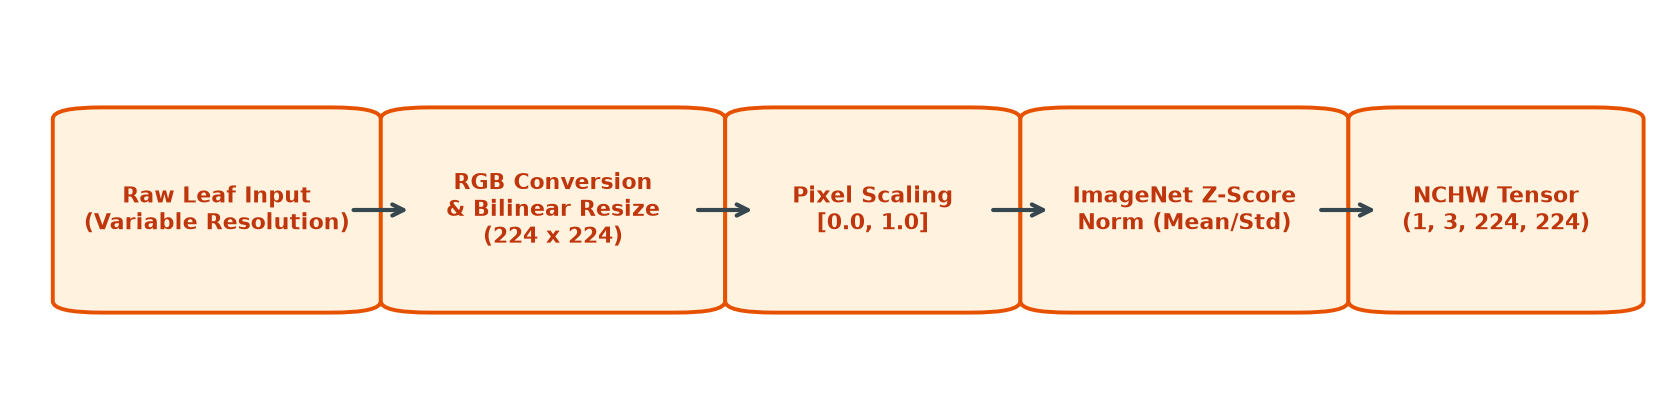 Raw Leaf Input
(Variable Resolution)
RGB Conversion
& Bilinear Resize
(224 x 224)
Pixel Scaling
[0.0, 1.0]
ImageNet Z-Score
Norm (Mean/Std)
NCHW Tensor
(1, 3, 224, 224)